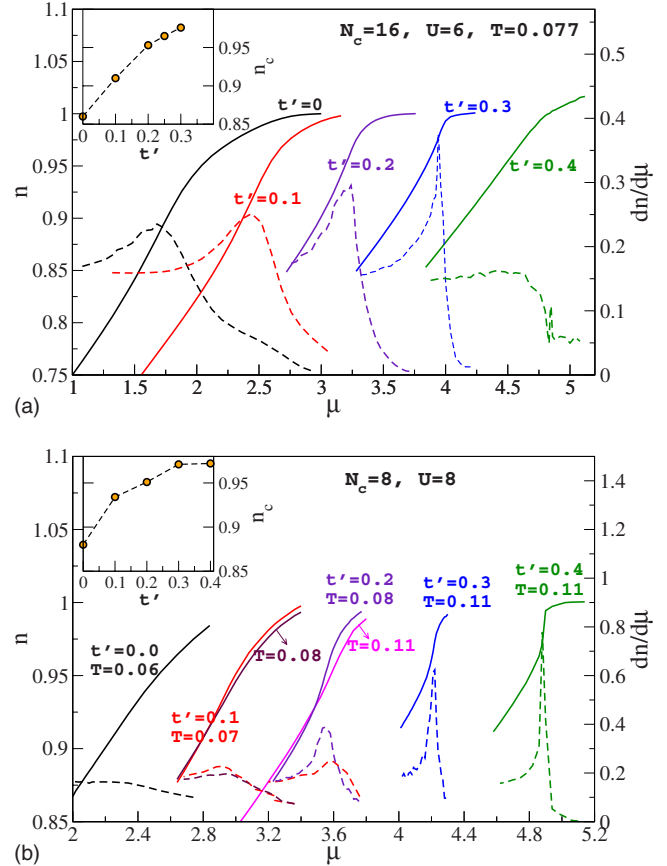 N_c=16, U=6, T=0.077
1.1
1.05
1
0.95
0.9
0.85
0.8
0.75
n
0.95
0.9
0.85
n_c
0 0.1 0.2 0.3
t'
t'=0
t'=0.1
t'=0.2
t'=0.3
t'=0.4
0.5
0.4
0.3
0.2
0.1
0
dn/dμ
1 1.5 2 2.5 3 3.5 4 4.5 5
μ
(a)
N_c=8, U=8
1.1
1.05
1
0.95
0.9
0.85
n
0.95
0.9
0.85
n_c
0 0.1 0.2 0.3 0.4
t'
t'=0.0
T=0.06
t'=0.1
T=0.07
T=0.08
t'=0.2
T=0.08
T=0.11
t'=0.3
T=0.11
t'=0.4
T=0.11
1.4
1.2
1
0.8
0.6
0.4
0.2
0
dn/dμ
2 2.4 2.8 3.2 3.6 4 4.4 4.8 5.2
μ
(b)